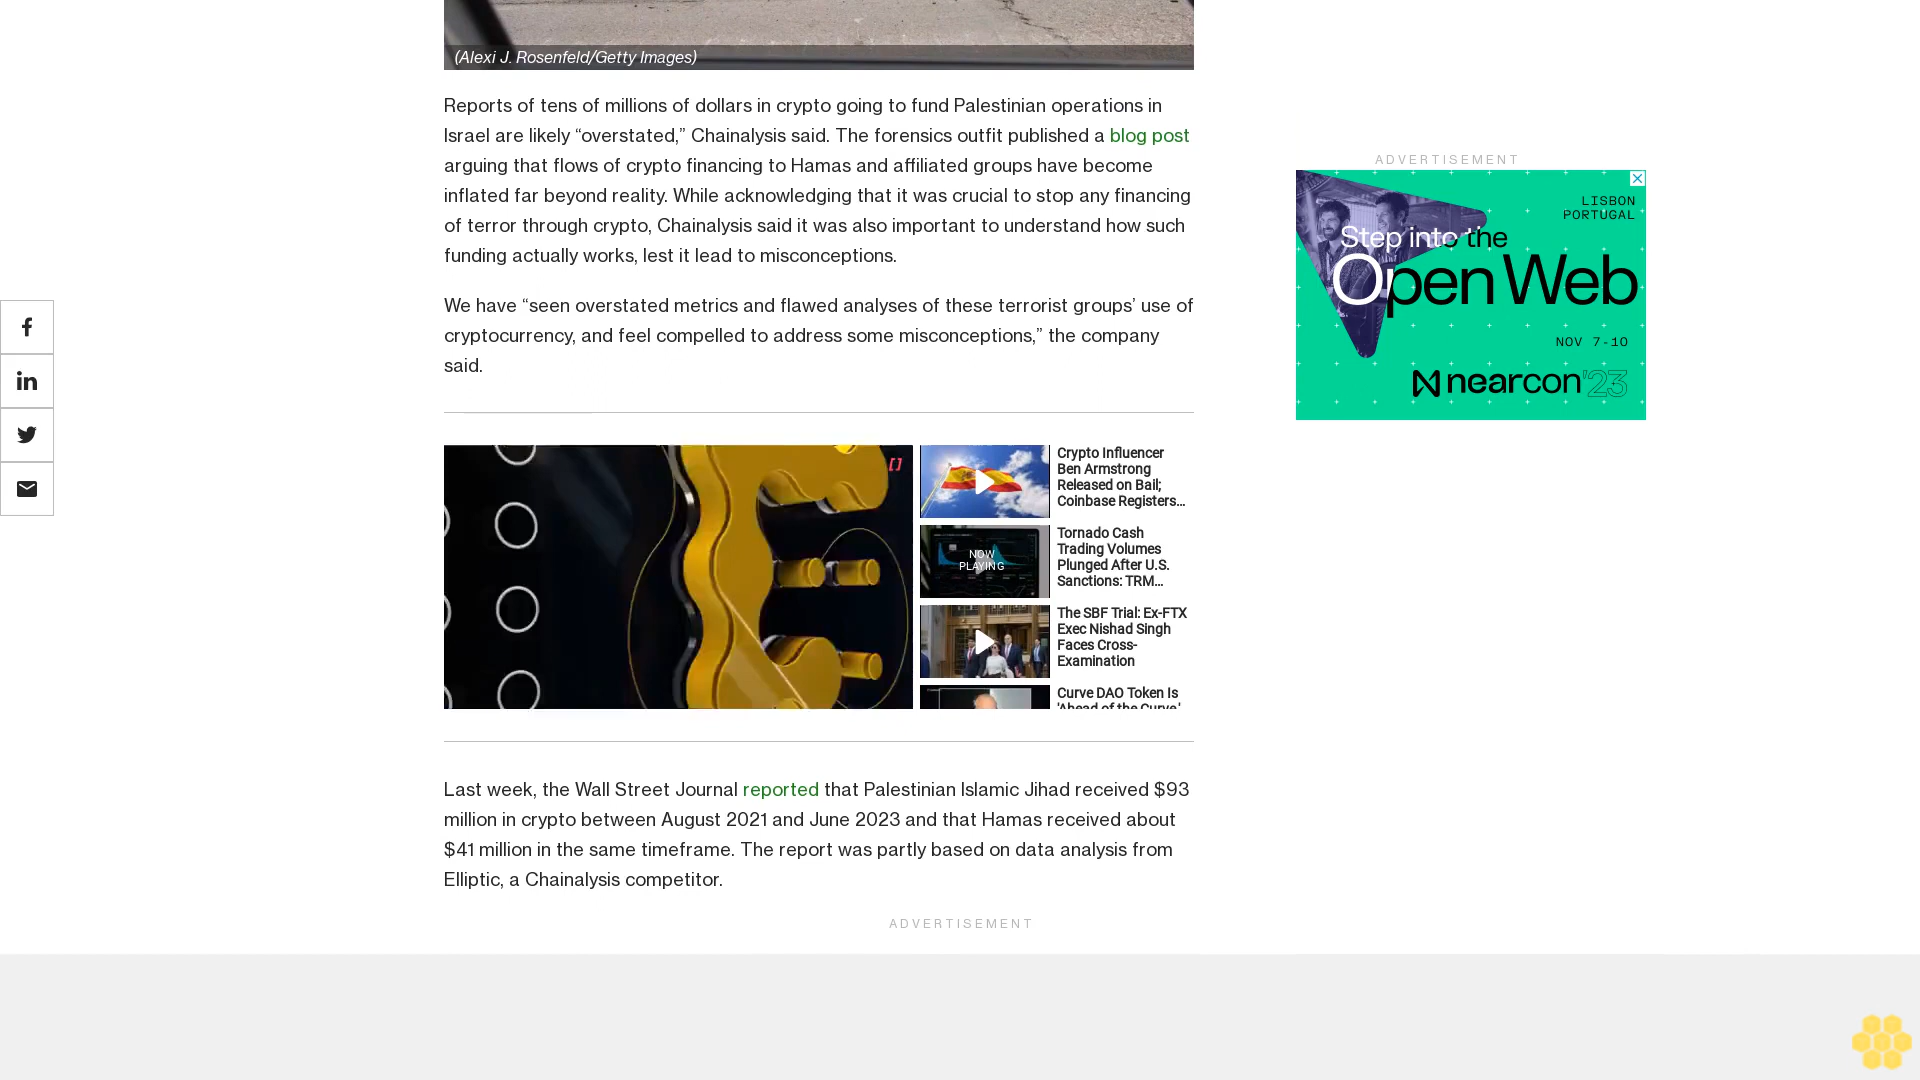 (Alexi J. Rosenfeld/Getty Images)
Reports of tens of millions of dollars in crypto going to fund Palestinian operations in
Israel are likely “overstated,” Chainalysis said. The forensics outfit published a blog post
arguing that flows of crypto financing to Hamas and affiliated groups have become
inflated far beyond reality. While acknowledging that it was crucial to stop any financing
of terror through crypto, Chainalysis said it was also important to understand how such
funding actually works, lest it lead to misconceptions.
We have “seen overstated metrics and flawed analyses of these terrorist groups’ use of
cryptocurrency, and feel compelled to address some misconceptions,” the company
said.
Crypto Influencer
Ben Armstrong
Released on Bail;
Coinbase Registers...
NOW
PLAYING
Tornado Cash
Trading Volumes
Plunged After U.S.
Sanctions: TRM...
The SBF Trial: Ex-FTX
Exec Nishad Singh
Faces Cross-
Examination
Curve DAO Token Is
'Ahead of the Curve,'
Last week, the Wall Street Journal reported that Palestinian Islamic Jihad received $93
million in crypto between August 2021 and June 2023 and that Hamas received about
$41 million in the same timeframe. The report was partly based on data analysis from
Elliptic, a Chainalysis competitor.
ADVERTISEMENT
ADVERTISEMENT
LISBON
PORTUGAL
Step into the
Open Web
NOV 7-10
nearcon'23